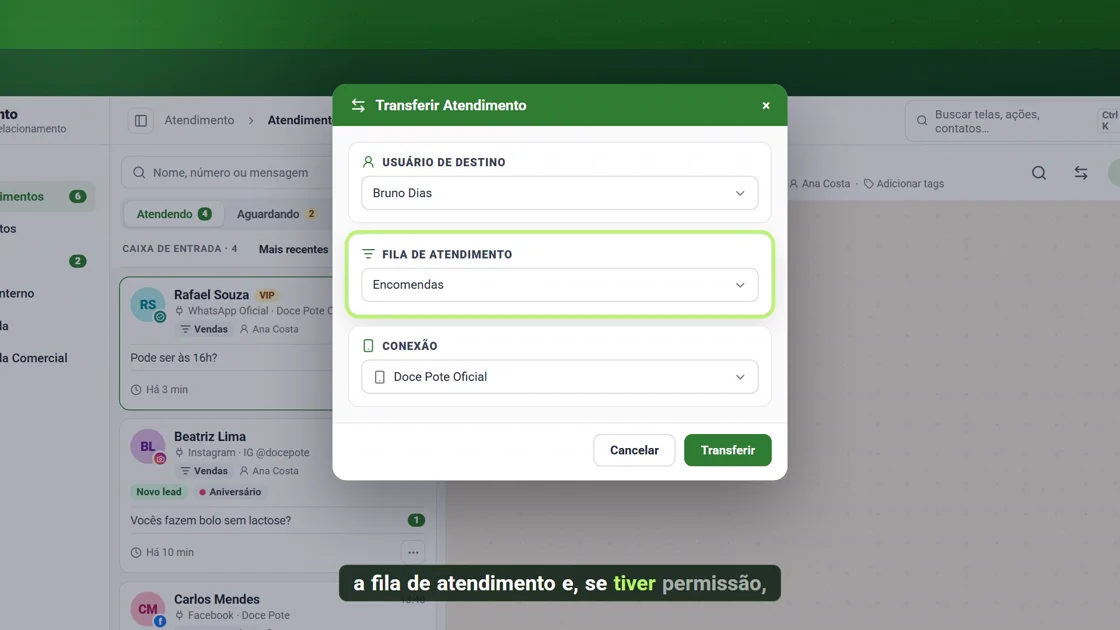 nto
elacionamento
imentos 6
tos
2
nterno
la
la Comercial
Atendimento > Atendiment
Buscar telas, ações,
contatos...
Ctrl
K
Nome, número ou mensagem
Atendendo 4 Aguardando 2
CAIXA DE ENTRADA · 4 Mais recentes
RS Rafael Souza VIP
WhatsApp Oficial · Doce Pote O
Vendas Ana Costa
Pode ser às 16h?
Há 3 min
BL Beatriz Lima
Instagram · IG @docepote
Vendas Ana Costa
Novo lead Aniversário
Vocês fazem bolo sem lactose? 1
Há 10 min
CM Carlos Mendes
Facebook · Doce Pote
Ana Costa · Adicionar tags
Transferir Atendimento ×
USUÁRIO DE DESTINO
Bruno Dias
FILA DE ATENDIMENTO
Encomendas
CONEXÃO
Doce Pote Oficial
Cancelar Transferir
a fila de atendimento e, se tiver permissão,